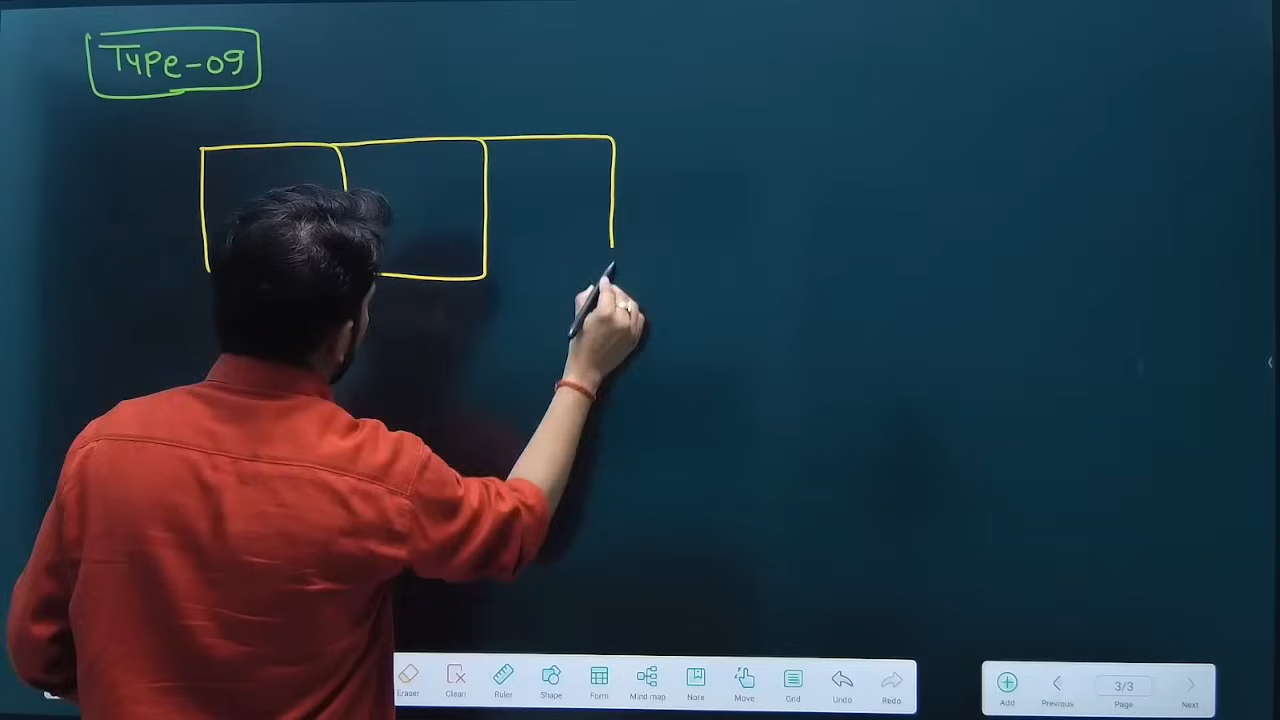 Type-09
Eraser
Clean
Ruler
Shape
Form
Mind map
Note
Move
Grid
Undo
Redo
Add
Previous
3/3
Page
Next